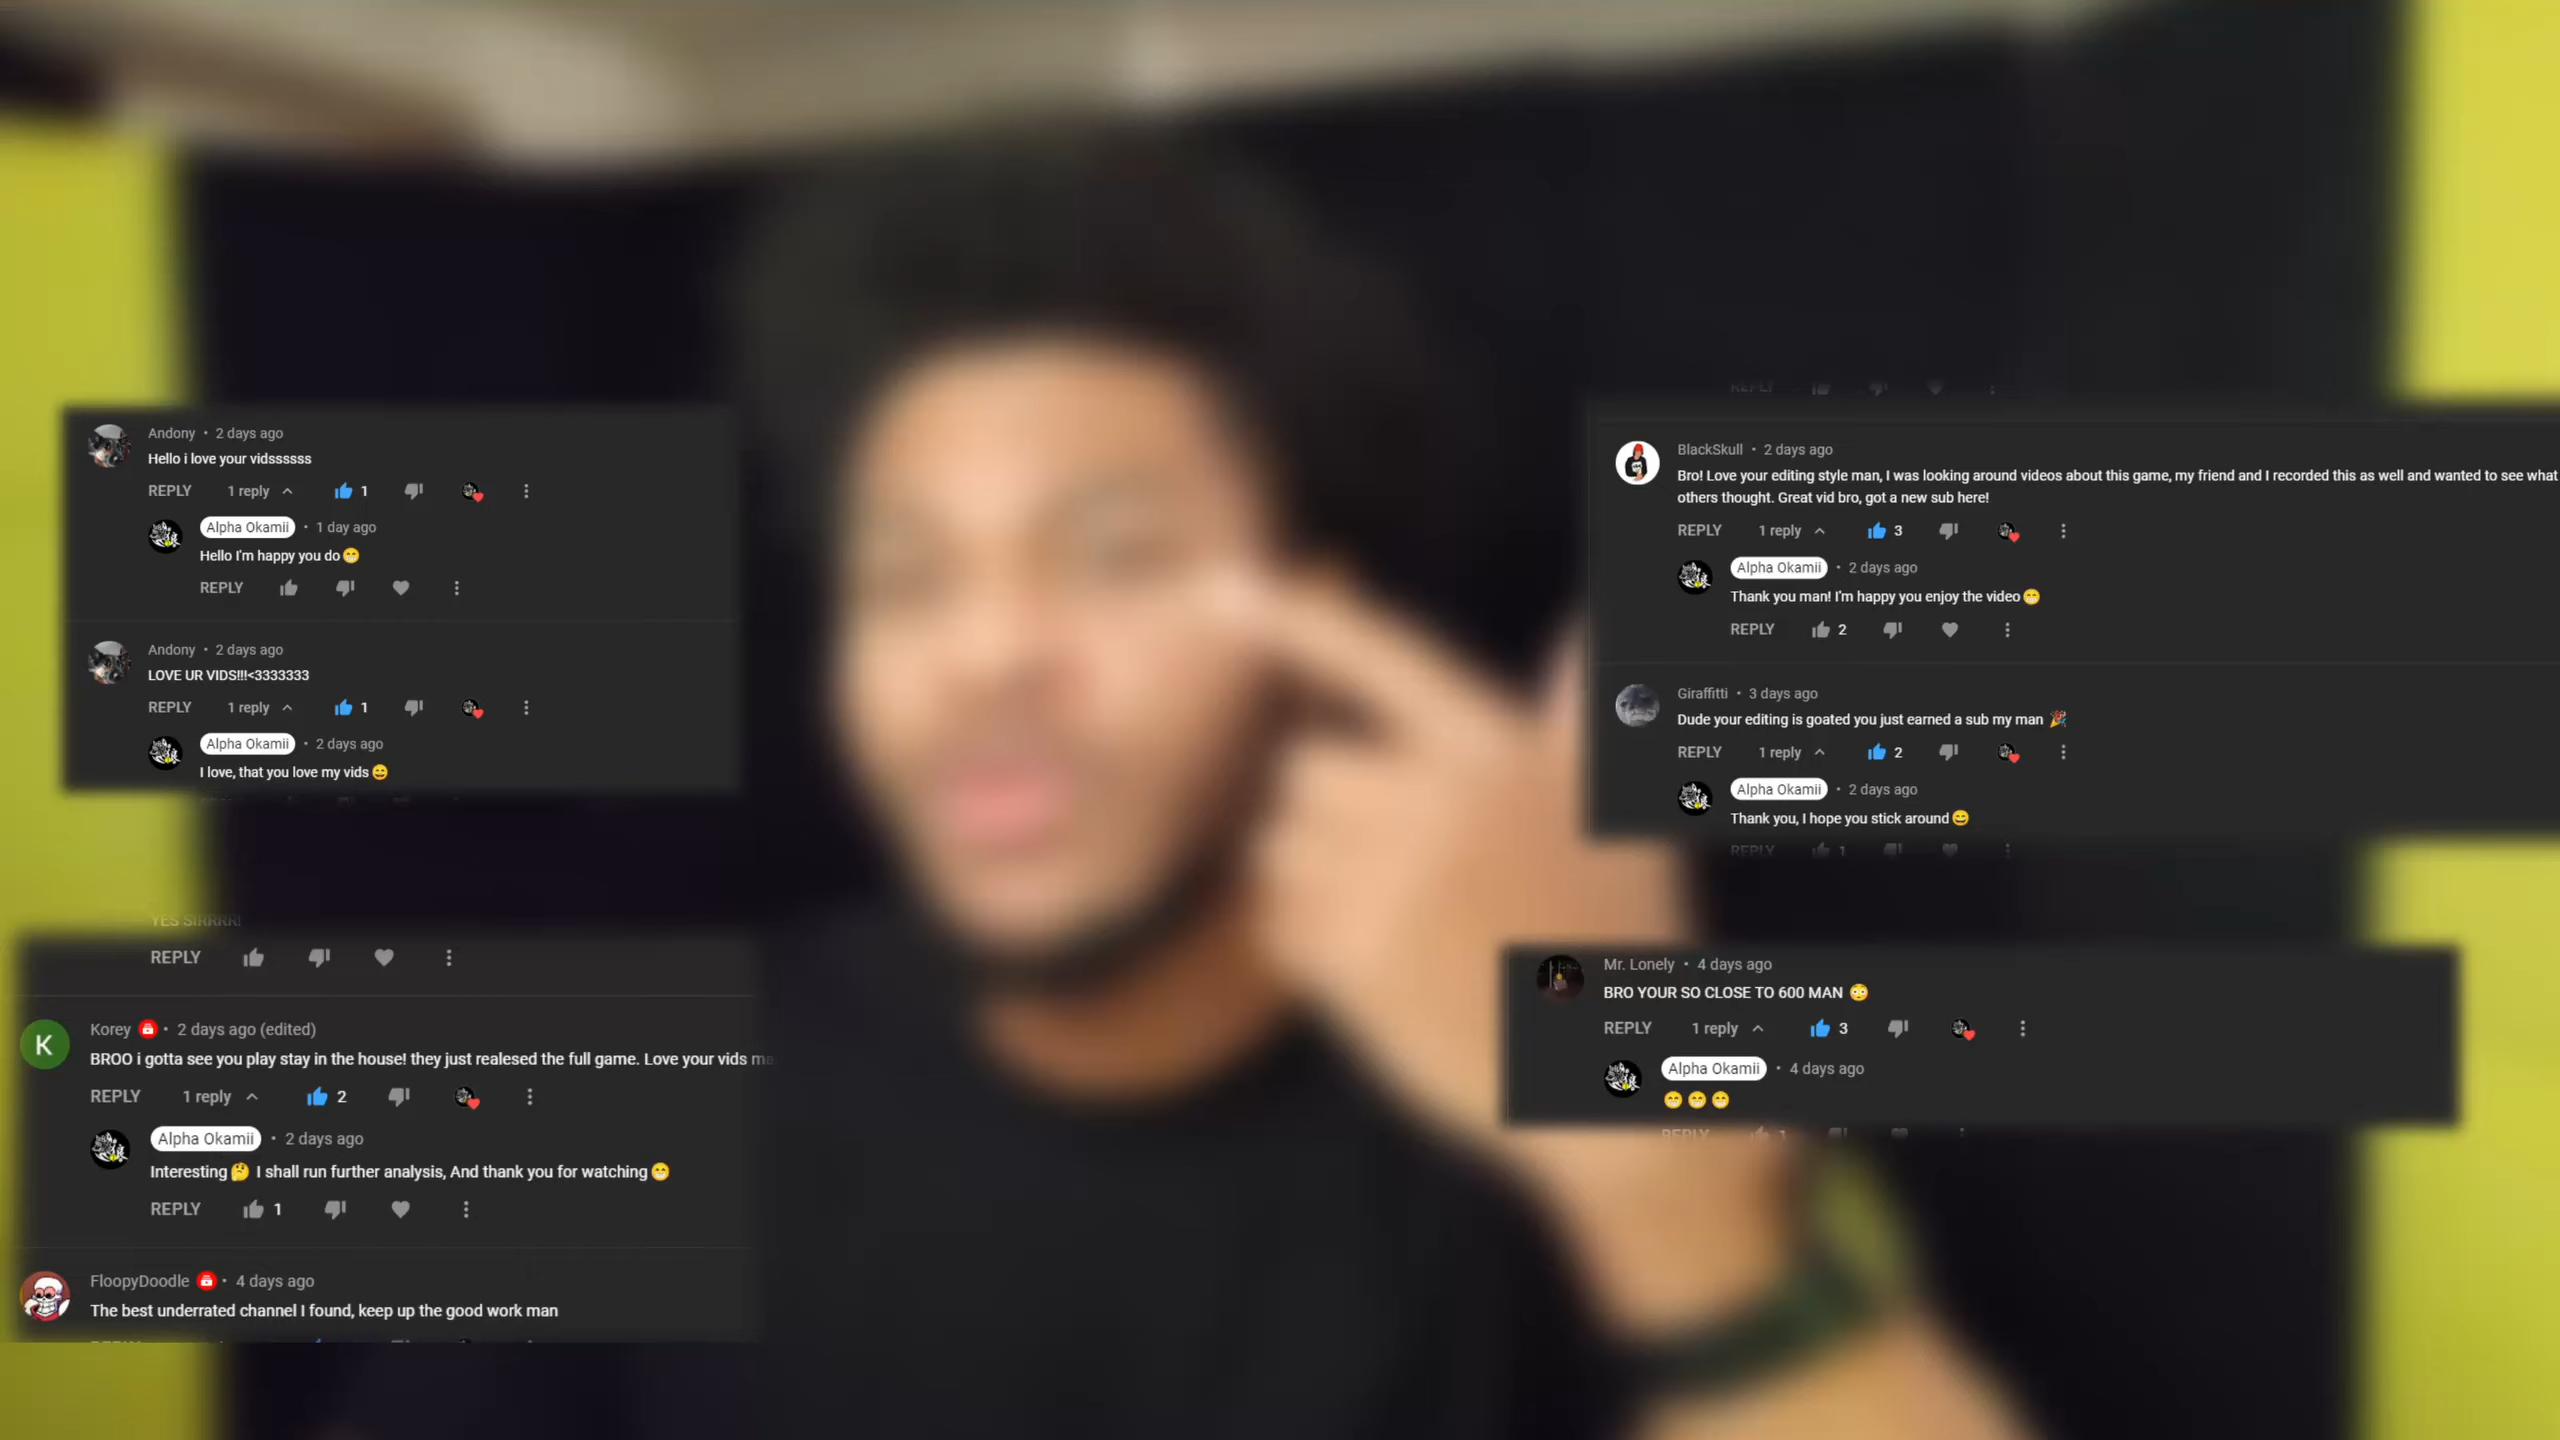 Andony • 2 days ago
Hello i love your vidssssss
REPLY 1 reply 1
Alpha Okamii • 1 day ago
Hello I'm happy you do😁
REPLY
Andony • 2 days ago
LOVE UR VIDS!!!<3333333
REPLY 1 reply 1
Alpha Okamii • 2 days ago
I love, that you love my vids😄
YES SIRRRR!
REPLY
Korey • 2 days ago (edited)
BROO i gotta see you play stay in the house! they just realesed the full game. Love your vids
REPLY 1 reply 2
Alpha Okamii • 2 days ago
Interesting🤔 I shall run further analysis, And thank you for watching😁
REPLY 1
FloopyDoodle • 4 days ago
The best underrated channel I found, keep up the good work man
REPLY
BlackSkull • 2 days ago
Bro! Love your editing style man, I was looking around videos about this game, my friend and I recorded this as well and wanted to see what
others thought. Great vid bro, got a new sub here!
REPLY 1 reply 3
Alpha Okamii • 2 days ago
Thank you man! I'm happy you enjoy the video😁
REPLY 2
Giraffitti • 3 days ago
Dude your editing is goated you just earned a sub my man 🎉
REPLY 1 reply 2
Alpha Okamii • 2 days ago
Thank you, I hope you stick around😄
REPLY 1
Mr. Lonely • 4 days ago
BRO YOUR SO CLOSE TO 600 MAN 😳
REPLY 1 reply 3
Alpha Okamii • 4 days ago
😁 😁 😁
REPLY 1